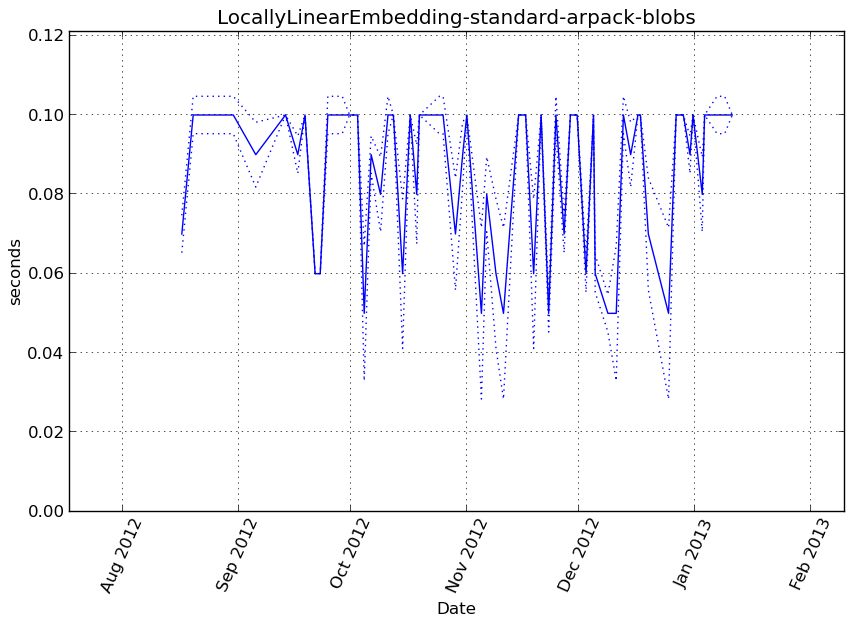 LocallyLinearEmbedding-standard-arpack-blobs
0.12
0.10
0.08
0.06
0.04
0.02
0.00
seconds
Aug 2012
Sep 2012
Oct 2012
Nov 2012
Dec 2012
Jan 2013
Feb 2013
Date